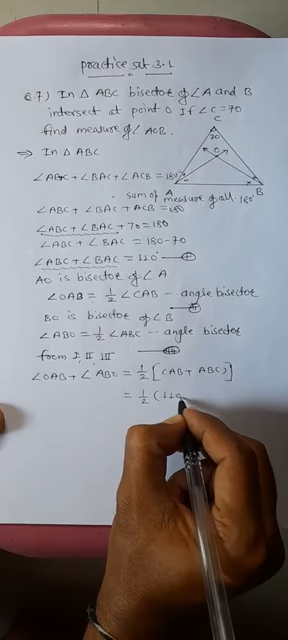 practice set 3.1
Q.7) In Δ ABC bisector of ∠A and B
intersect at point O If ∠C = 70
find measure of ∠AOB.
C
70
O
A
B
⇒ In Δ ABC
∠ABC + ∠BAC + ∠ACB = 180°
- sum of measure of all 180°
∠ABC + ∠BAC + ACB = 180
∠ABC + ∠BAC + 70 = 180
∠ABC + ∠BAC = 180 - 70
∠ABC + ∠BAC = 110° — I
AO is bisector of ∠A
∠OAB = 1/2 ∠CAB - angle bisector
— II
BO is bisector of ∠B
∠ABO = 1/2 ∠ABC -- angle bisector
from I, II, III — III
∠OAB + ∠ABO = 1/2 [CAB + ABC]
= 1/2 (110